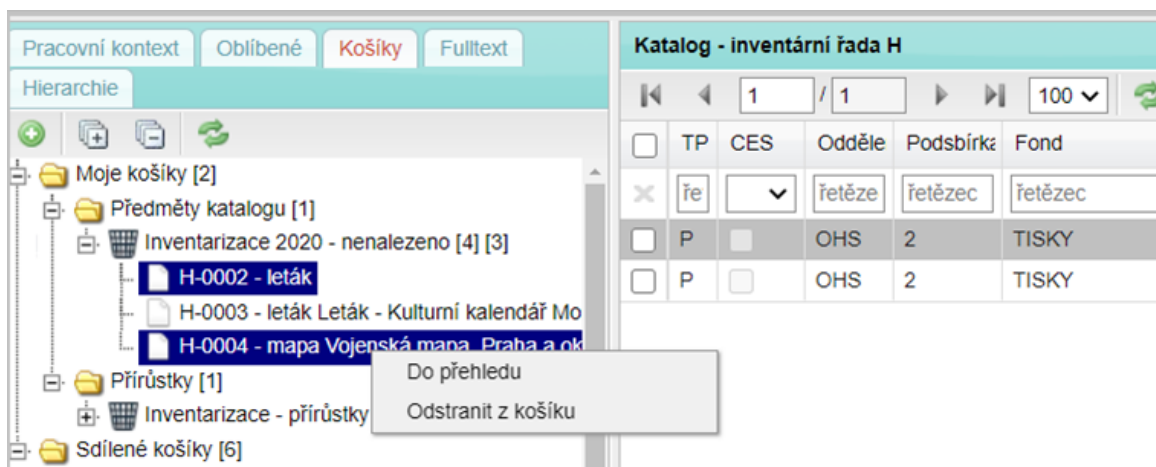 Pracovní kontext Oblíbené Košíky Fulltext
Hierarchie
Moje košíky [2]
Předměty katalogu [1]
Inventarizace 2020 - nenalezeno [4] [3]
H-0002 - leták
H-0003 - leták Leták - Kulturní kalendář Mo
H-0004 - mapa Vojenská mapa, Praha a ok
Přírůstky [1]
Inventarizace - přírůstky
Sdílené košíky [6]
Do přehledu
Odstranit z košíku
Katalog - inventární řada H
1 / 1 100
TP CES Odděle Podsbírka Fond
ře řetěze řetězec řetězec
P OHS 2 TISKY
P OHS 2 TISKY